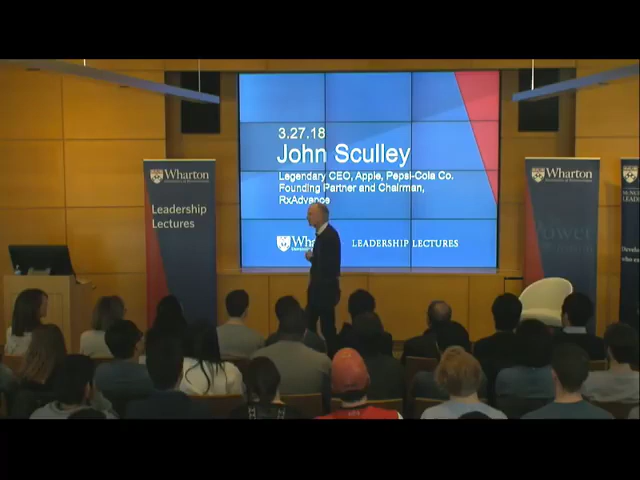 3.27.18
John Sculley
Legendary CEO, Apple, Pepsi-Cola Co.
Founding Partner and Chairman,
RxAdvance
LEADERSHIP LECTURES
Wharton
Leadership
Lectures
Wharton
Power